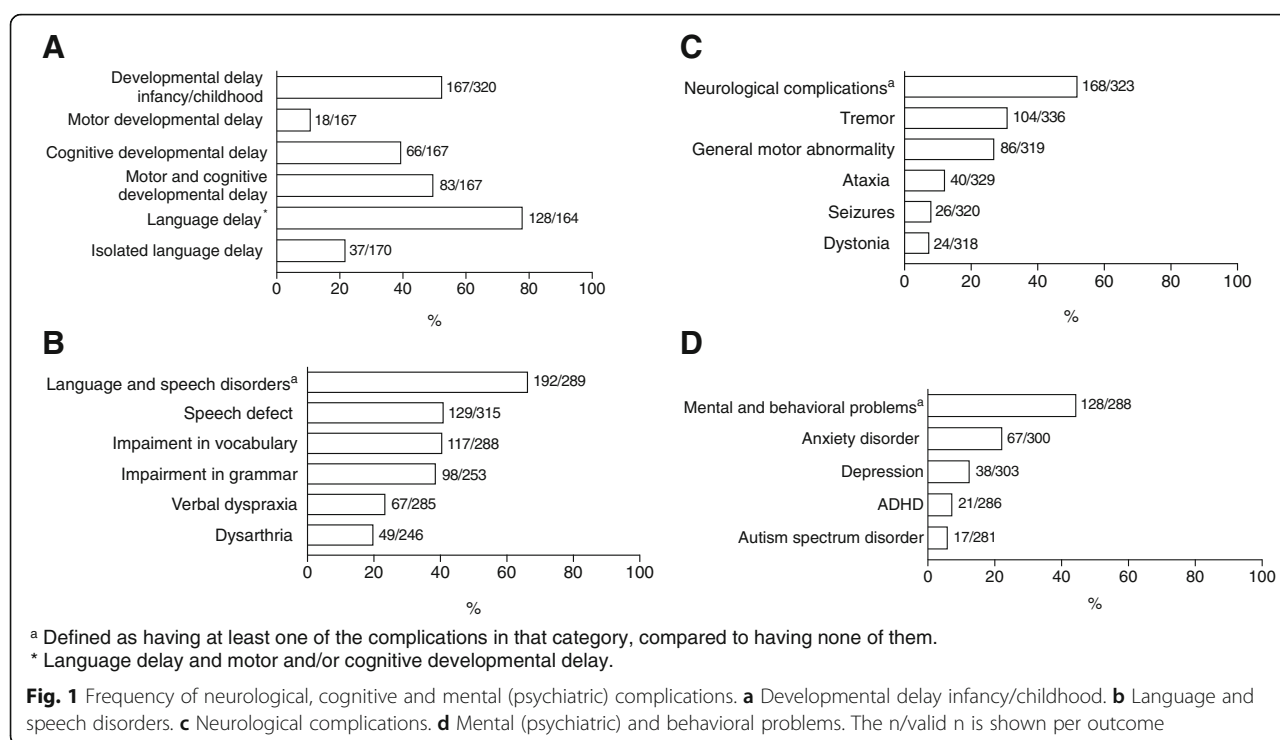 A
Developmental delay
infancy/childhood
167/320
Motor developmental delay
18/167
Cognitive developmental delay
66/167
Motor and cognitive
developmental delay
83/167
Language delay*
128/164
Isolated language delay
37/170
0 20 40 60 80 100
%
B
Language and speech disordersᵃ
192/289
Speech defect
129/315
Impaiment in vocabulary
117/288
Impairment in grammar
98/253
Verbal dyspraxia
67/285
Dysarthria
49/246
0 20 40 60 80 100
%
C
Neurological complicationsᵃ
168/323
Tremor
104/336
General motor abnormality
86/319
Ataxia
40/329
Seizures
26/320
Dystonia
24/318
0 20 40 60 80 100
%
D
Mental and behavioral problemsᵃ
128/288
Anxiety disorder
67/300
Depression
38/303
ADHD
21/286
Autism spectrum disorder
17/281
0 20 40 60 80 100
%
ᵃ Defined as having at least one of the complications in that category, compared to having none of them.
* Language delay and motor and/or cognitive developmental delay.
Fig. 1 Frequency of neurological, cognitive and mental (psychiatric) complications. a Developmental delay infancy/childhood. b Language and
speech disorders. c Neurological complications. d Mental (psychiatric) and behavioral problems. The n/valid n is shown per outcome